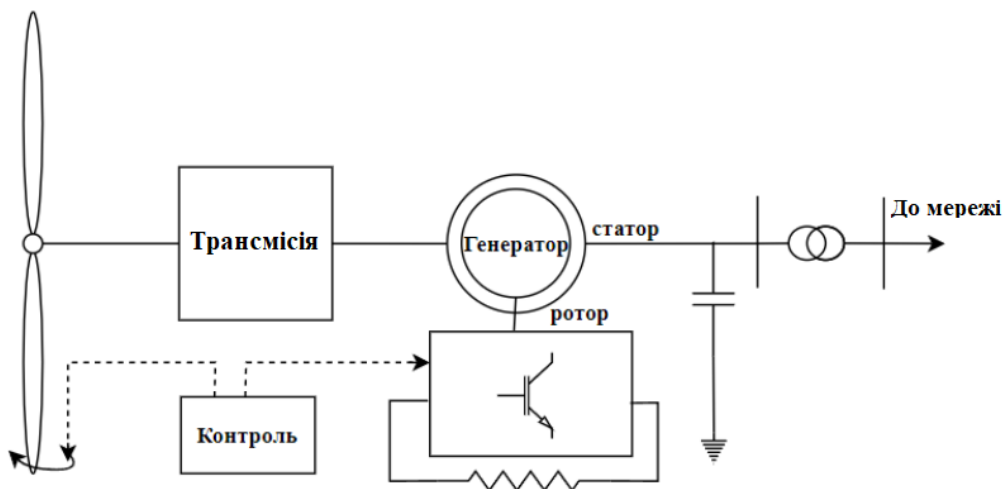 До мережі
статор
Трансмісія
Генератор
ротор
Контроль